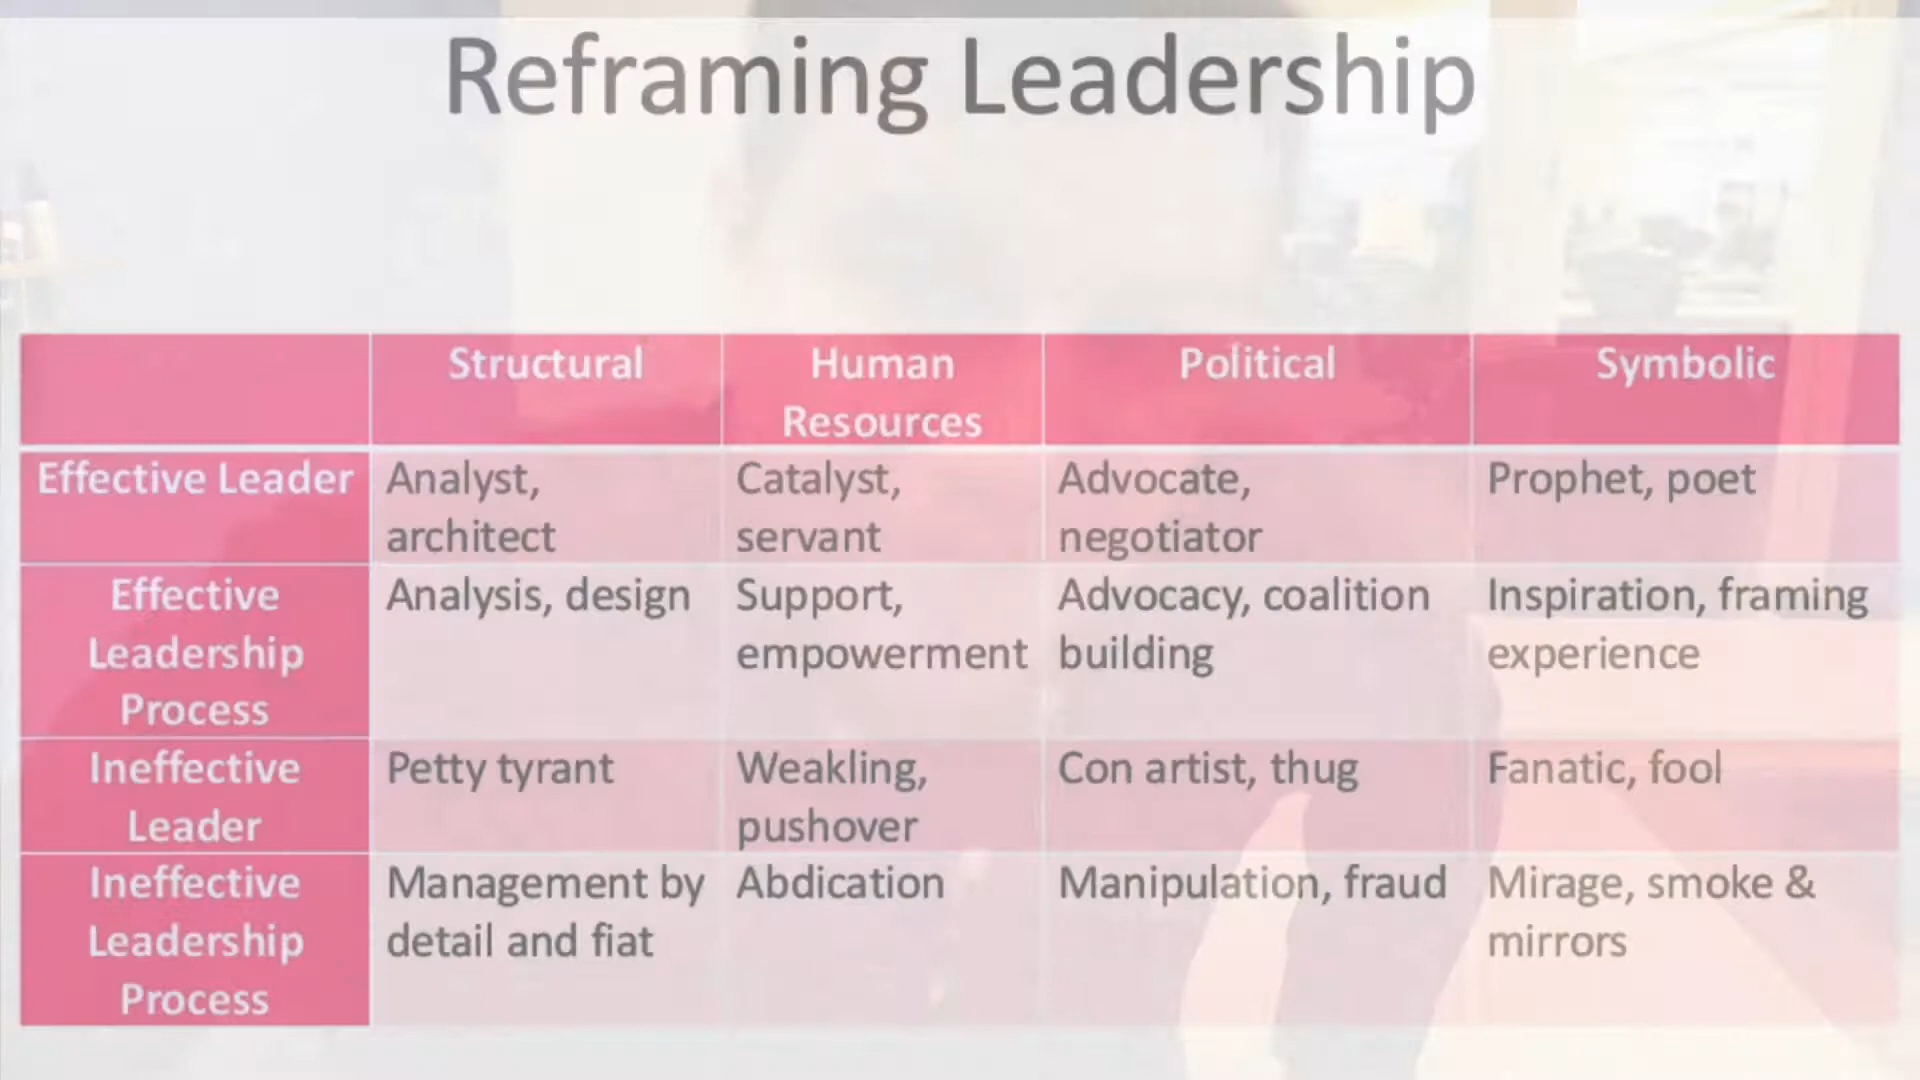 Reframing Leadership
Structural
Human
Resources
Political
Symbolic
Effective Leader
Analyst,
architect
Catalyst,
servant
Advocate,
negotiator
Prophet, poet
Effective
Leadership
Process
Analysis, design
Support,
empowerment
Advocacy, coalition
building
Inspiration, framing
experience
Ineffective
Leader
Petty tyrant
Weakling,
pushover
Con artist, thug
Fanatic, fool
Ineffective
Leadership
Process
Management by
detail and fiat
Abdication
Manipulation, fraud
Mirage, smoke &
mirrors